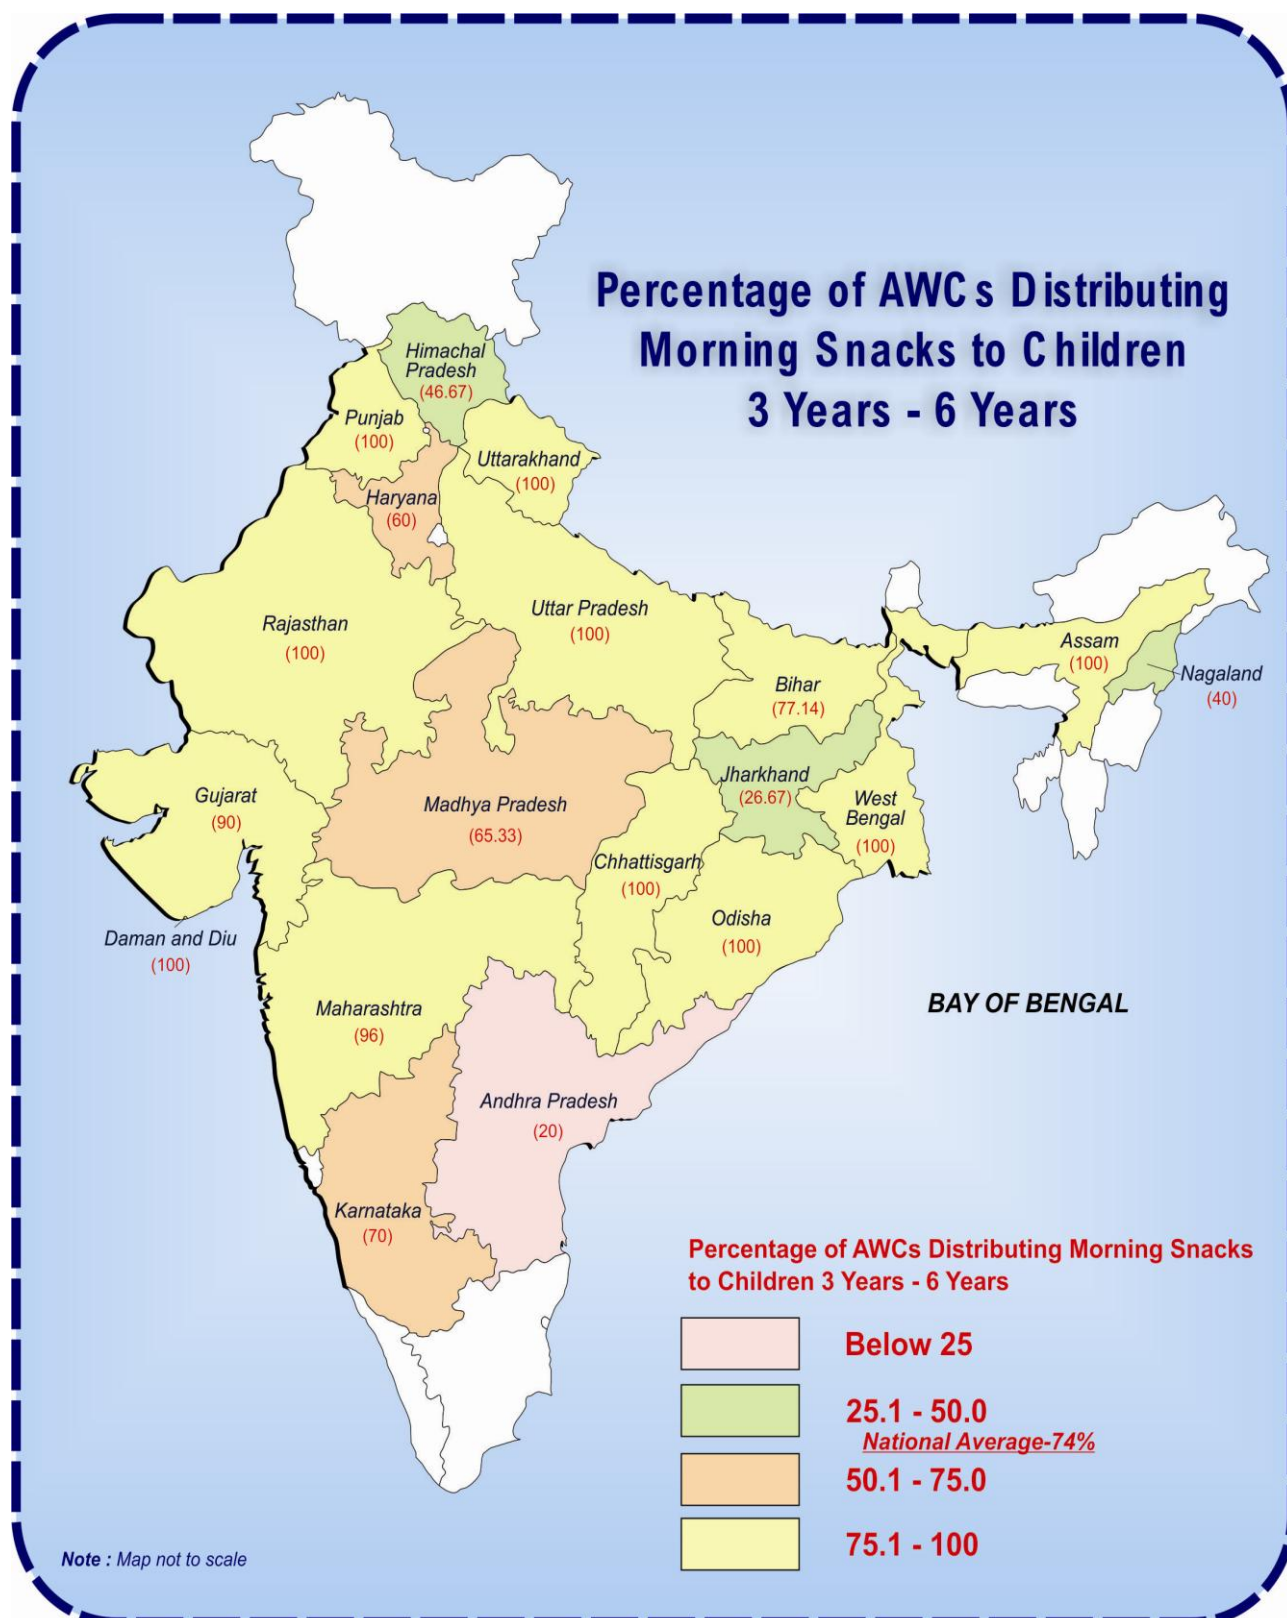 Percentage of AWCs Distributing
Morning Snacks to Children
3 Years - 6 Years
Himachal
Pradesh
(46.67)
Punjab
(100)
Uttarakhand
(100)
Haryana
(60)
Rajasthan
(100)
Uttar Pradesh
(100)
Bihar
(77.14)
Assam
(100)
Nagaland
(40)
Jharkhand
(26.67)
West
Bengal
(100)
Gujarat
(90)
Madhya Pradesh
(65.33)
Chhattisgarh
(100)
Odisha
(100)
Daman and Diu
(100)
Maharashtra
(96)
BAY OF BENGAL
Andhra Pradesh
(20)
Karnataka
(70)
Percentage of AWCs Distributing Morning Snacks
to Children 3 Years - 6 Years
Below 25
25.1 - 50.0
National Average-74%
50.1 - 75.0
75.1 - 100
Note : Map not to scale